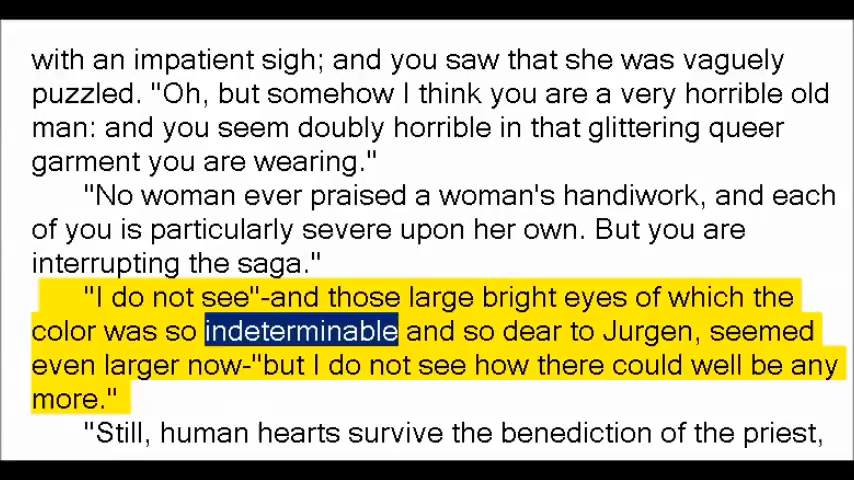 with an impatient sigh; and you saw that she was vaguely
puzzled. "Oh, but somehow I think you are a very horrible old
man: and you seem doubly horrible in that glittering queer
garment you are wearing."
"No woman ever praised a woman's handiwork, and each
of you is particularly severe upon her own. But you are
interrupting the saga."
"I do not see"-and those large bright eyes of which the
color was so indeterminable and so dear to Jurgen, seemed
even larger now-"but I do not see how there could well be any
more."
"Still, human hearts survive the benediction of the priest,